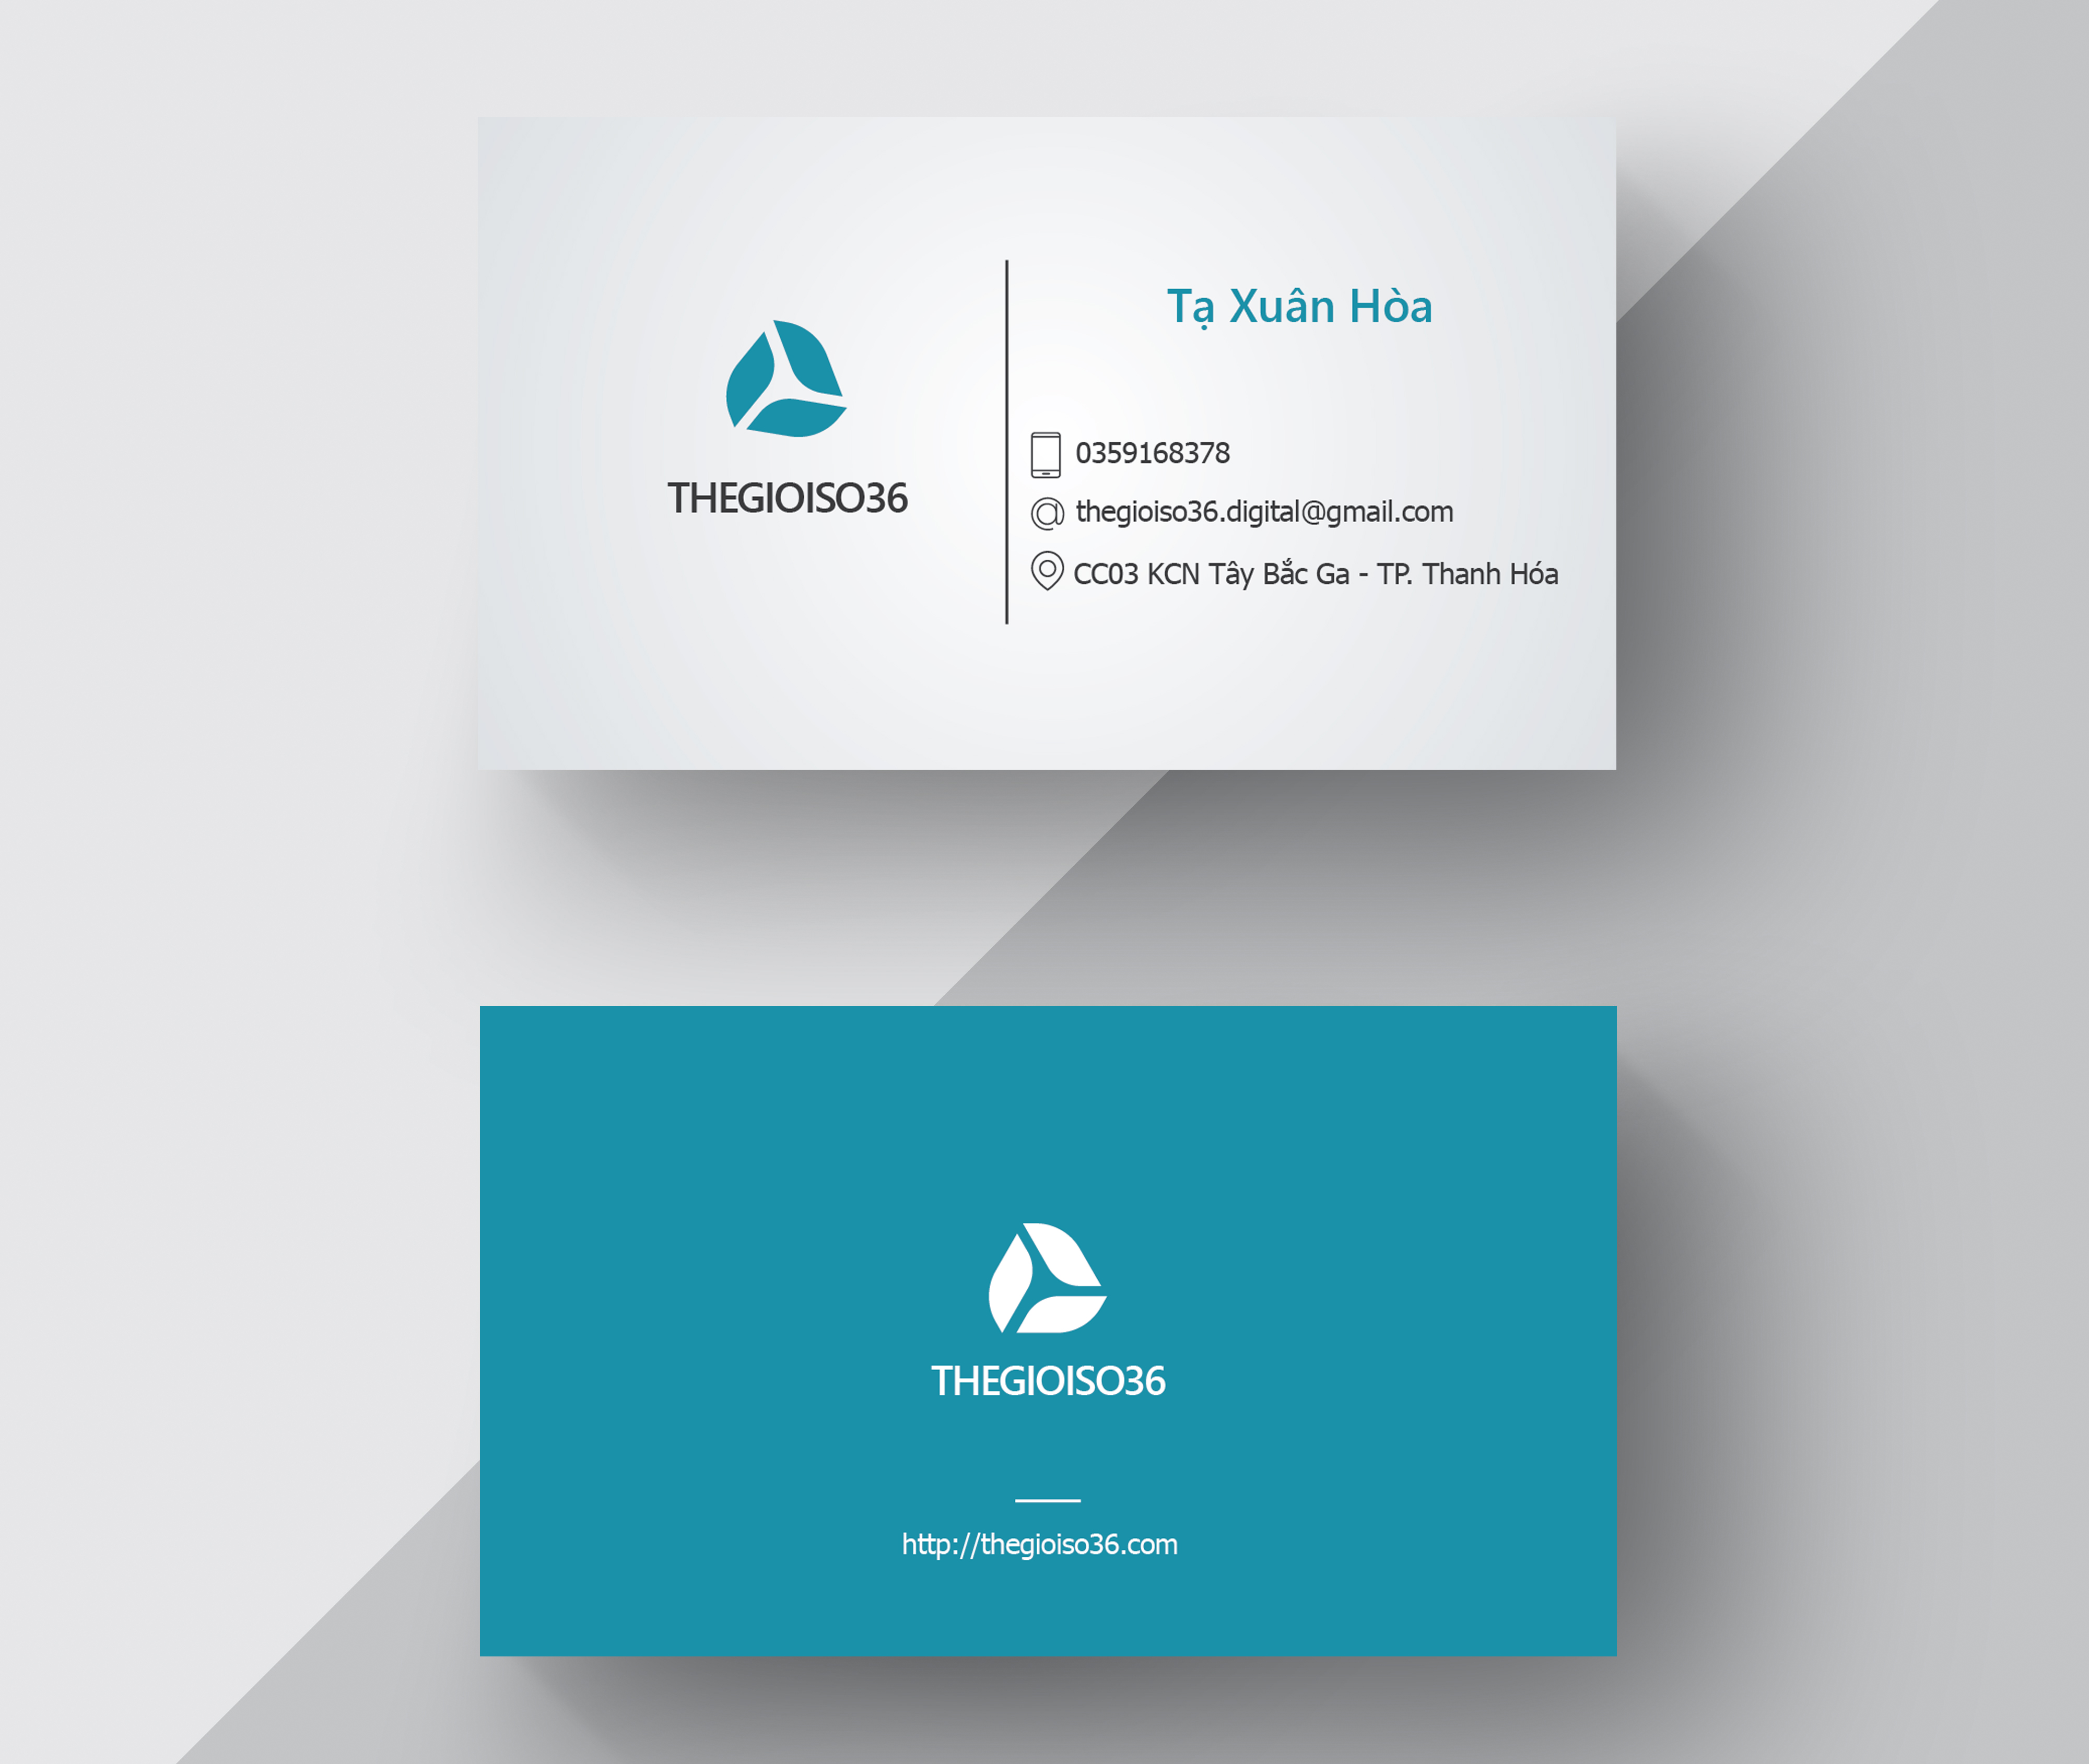 Tạ Xuân Hòa
THEGIOISO36
0359168378
thegioiso36.digital@gmail.com
CC03 KCN Tây Bắc Ga - TP. Thanh Hóa
THEGIOISO36
http://thegioiso36.com